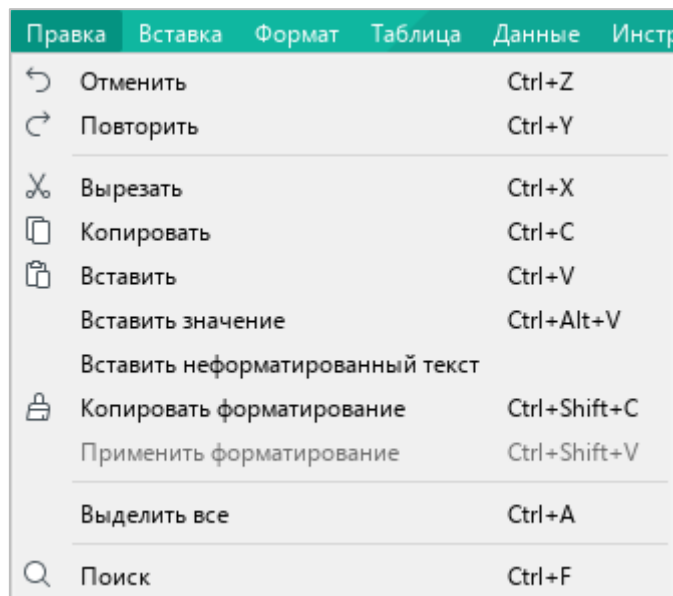 Правка Вставка Формат Таблица Данные Инстр
Отменить Ctrl+Z
Повторить Ctrl+Y
Вырезать Ctrl+X
Копировать Ctrl+C
Вставить Ctrl+V
Вставить значение Ctrl+Alt+V
Вставить неформатированный текст
Копировать форматирование Ctrl+Shift+C
Применить форматирование Ctrl+Shift+V
Выделить все Ctrl+A
Поиск Ctrl+F